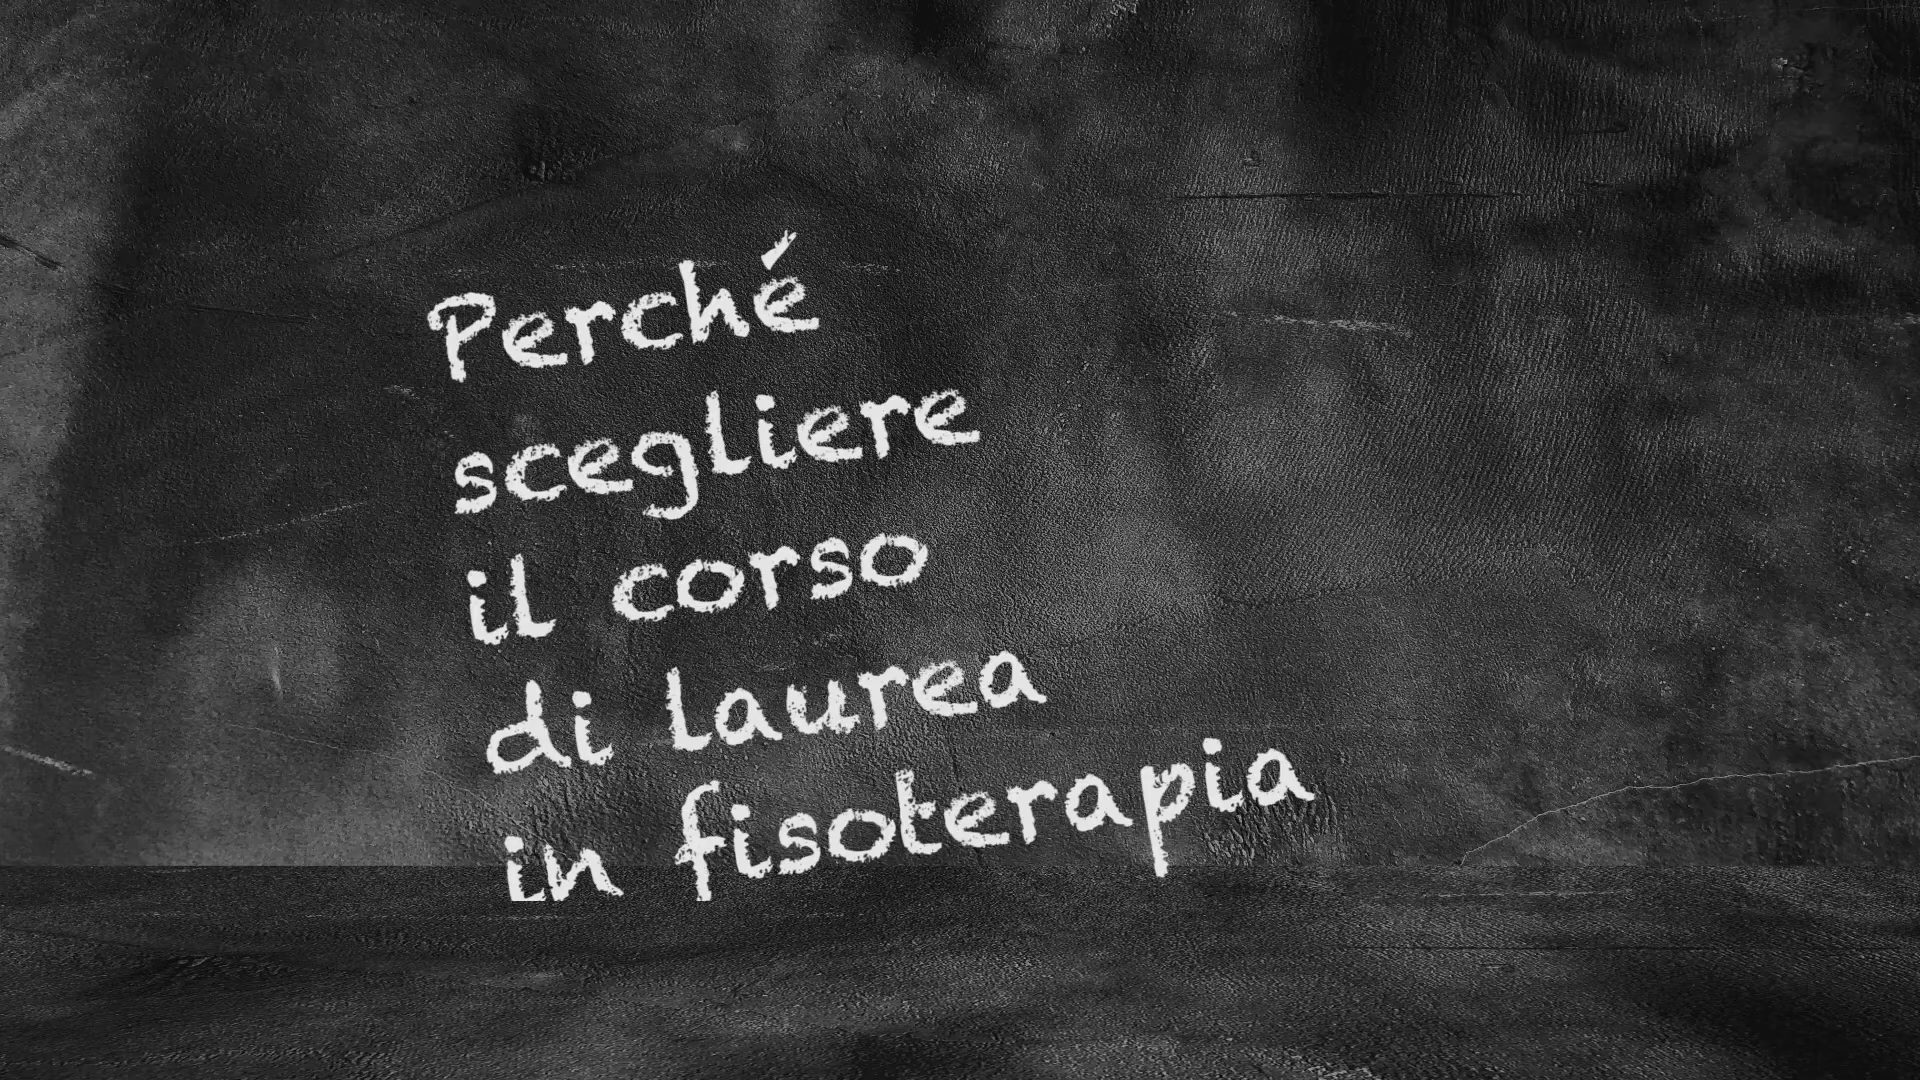 Perché
scegliere
il corso
di laurea
in fisoterapia